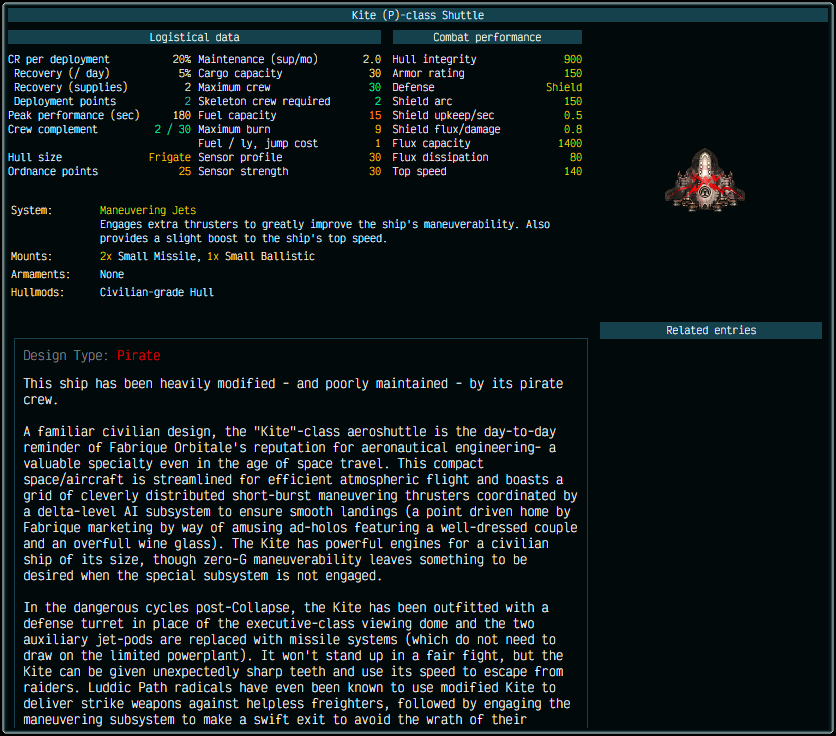 Kite (P)-class Shuttle
Logistical data
CR per deployment 20% Maintenance (sup/mo) 2.0
Recovery (/ day) 5% Cargo capacity 30
Recovery (supplies) 2 Maximum crew 30
Deployment points 2 Skeleton crew required 2
Peak performance (sec) 180 Fuel capacity 15
Crew complement 2 / 30 Maximum burn 9
Fuel / ly, jump cost 1
Hull size Frigate Sensor profile 30
Ordnance points 25 Sensor strength 30
Combat performance
Hull integrity 900
Armor rating 150
Defense Shield
Shield arc 150
Shield upkeep/sec 0.5
Shield flux/damage 0.8
Flux capacity 1400
Flux dissipation 80
Top speed 140
System: Maneuvering Jets
Engages extra thrusters to greatly improve the ship's maneuverability. Also
provides a slight boost to the ship's top speed.
Mounts: 2x Small Missile, 1x Small Ballistic
Armaments: None
Hullmods: Civilian-grade Hull
Related entries
Design Type: Pirate
This ship has been heavily modified - and poorly maintained - by its pirate
crew.
A familiar civilian design, the "Kite"-class aeroshuttle is the day-to-day
reminder of Fabrique Orbitale's reputation for aeronautical engineering- a
valuable specialty even in the age of space travel. This compact
space/aircraft is streamlined for efficient atmospheric flight and boasts a
grid of cleverly distributed short-burst maneuvering thrusters coordinated by
a delta-level AI subsystem to ensure smooth landings (a point driven home by
Fabrique marketing by way of amusing ad-holos featuring a well-dressed couple
and an overfull wine glass). The Kite has powerful engines for a civilian
ship of its size, though zero-G maneuverability leaves something to be
desired when the special subsystem is not engaged.
In the dangerous cycles post-Collapse, the Kite has been outfitted with a
defense turret in place of the executive-class viewing dome and the two
auxiliary jet-pods are replaced with missile systems (which do not need to
draw on the limited powerplant). It won't stand up in a fair fight, but the
Kite can be given unexpectedly sharp teeth and use its speed to escape from
raiders. Luddic Path radicals have even been known to use modified Kite to
deliver strike weapons against helpless freighters, followed by engaging the
maneuvering subsystem to make a swift exit to avoid the wrath of their